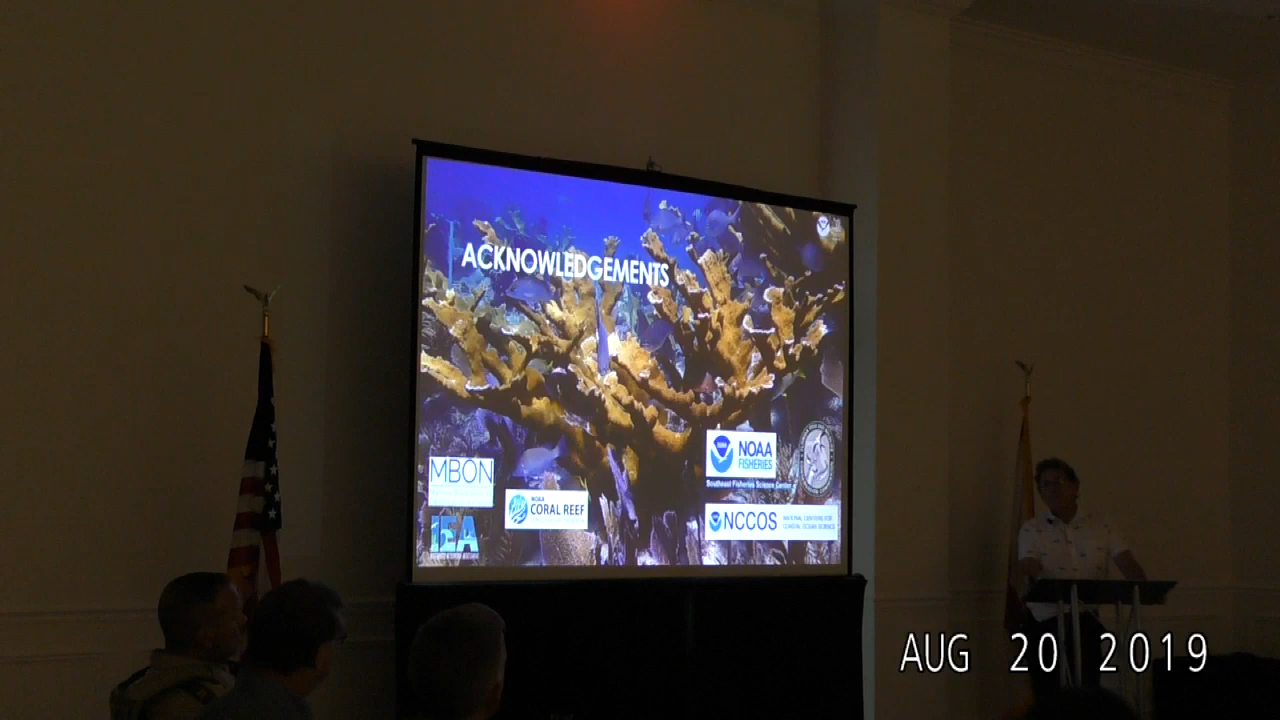 ACKNOWLEDGEMENTS
MBON
IEA
NOAA
CORAL REEF
NOAA
FISHERIES
Southeast Fisheries Science Center
NCCOS
NATIONAL CENTERS FOR
COASTAL OCEAN SCIENCE
AUG 20 2019